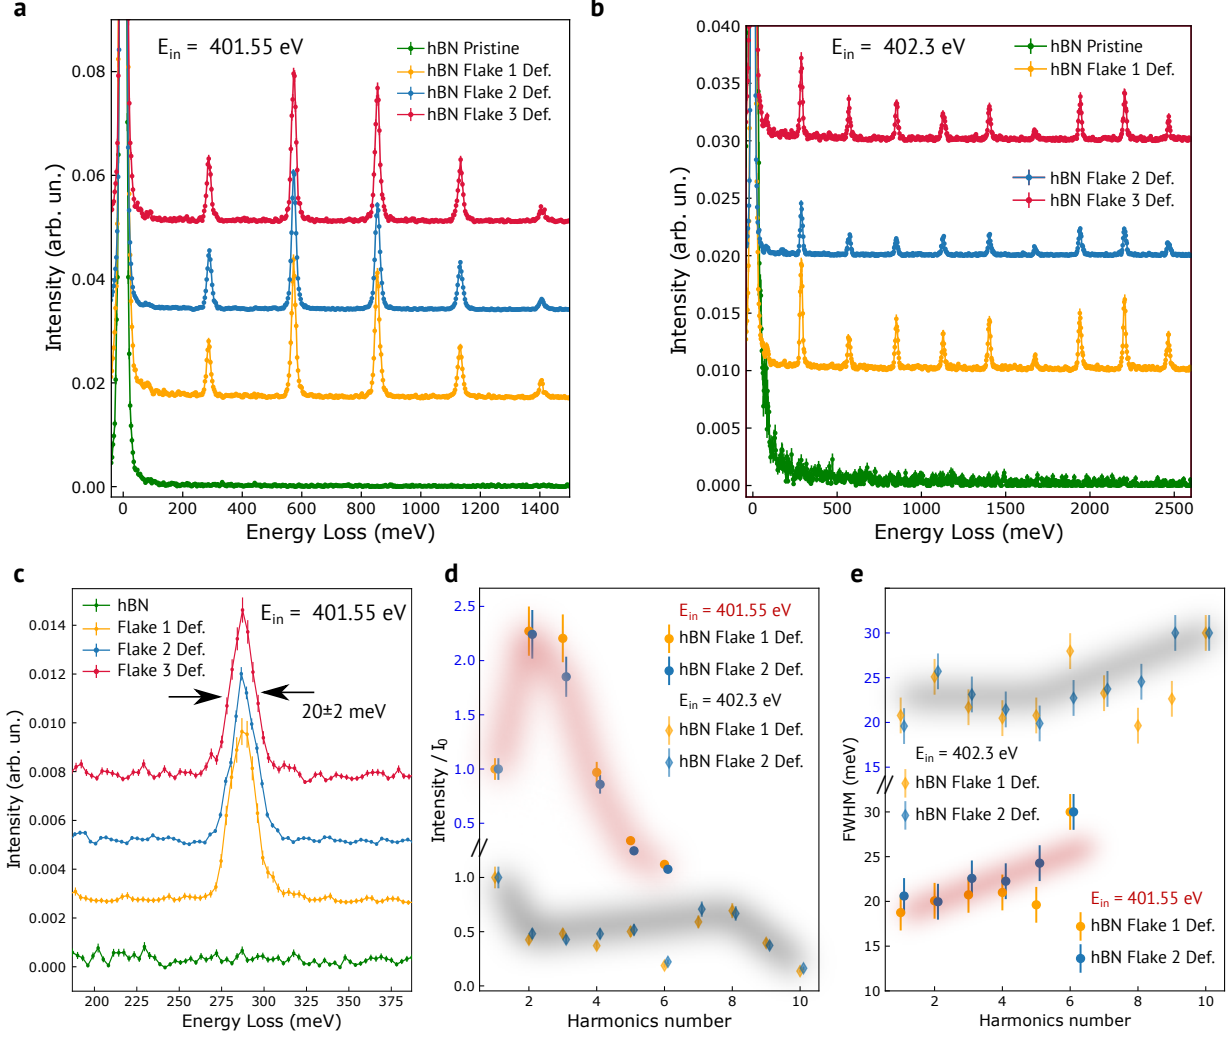 a
E_in = 401.55 eV
hBN Pristine
hBN Flake 1 Def.
hBN Flake 2 Def.
hBN Flake 3 Def.
Intensity (arb. un.)
0.08
0.06
0.04
0.02
0.00
0 200 400 600 800 1000 1200 1400
Energy Loss (meV)
b
E_in = 402.3 eV
hBN Pristine
hBN Flake 1 Def.
hBN Flake 2 Def.
hBN Flake 3 Def.
Intensity (arb. un.)
0.040
0.035
0.030
0.025
0.020
0.015
0.010
0.005
0.000
0 500 1000 1500 2000 2500
Energy Loss (meV)
c
hBN
Flake 1 Def.
Flake 2 Def.
Flake 3 Def.
E_in = 401.55 eV
20±2 meV
Intensity (arb. un.)
0.014
0.012
0.010
0.008
0.006
0.004
0.002
0.000
200 225 250 275 300 325 350 375
Energy Loss (meV)
d
E_in = 401.55 eV
hBN Flake 1 Def.
hBN Flake 2 Def.
E_in = 402.3 eV
hBN Flake 1 Def.
hBN Flake 2 Def.
Intensity / I_0
2.5
2.0
1.5
1.0
0.5
1.0
0.5
0.0
2 4 6 8 10
Harmonics number
e
E_in = 402.3 eV
hBN Flake 1 Def.
hBN Flake 2 Def.
E_in = 401.55 eV
hBN Flake 1 Def.
hBN Flake 2 Def.
FWHM (meV)
30
25
20
15
30
25
20
15
10
2 4 6 8 10
Harmonics number